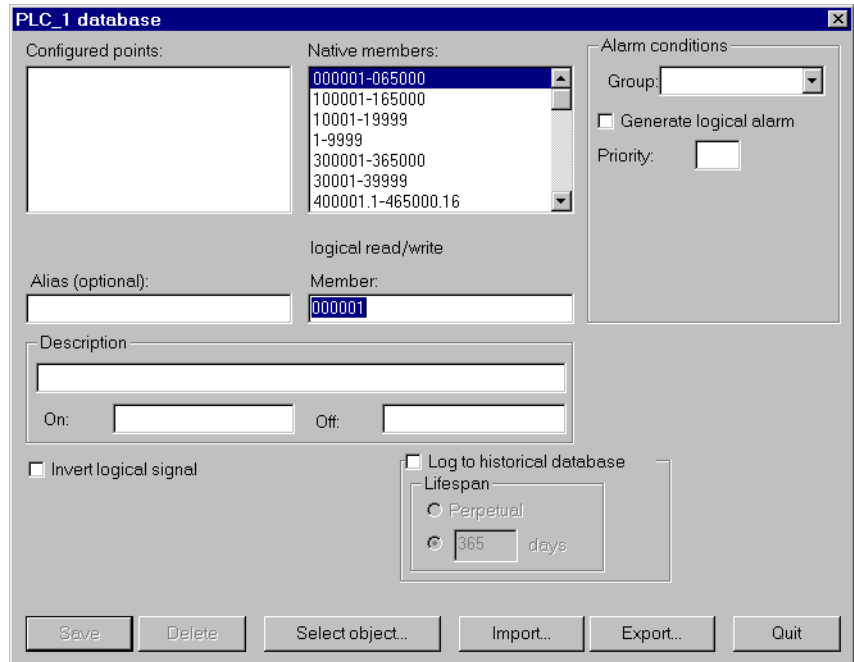 PLC_1 database
Configured points:
Native members:
000001-065000
100001-165000
10001-19999
1-9999
300001-365000
30001-39999
400001.1-465000.16
Alarm conditions
Group:
Generate logical alarm
Priority:
logical read/write
Alias (optional):
Member:
000001
Description
On:
Off:
Invert logical signal
Log to historical database
Lifespan
Perpetual
365 days
Save Delete Select object... Import... Export... Quit